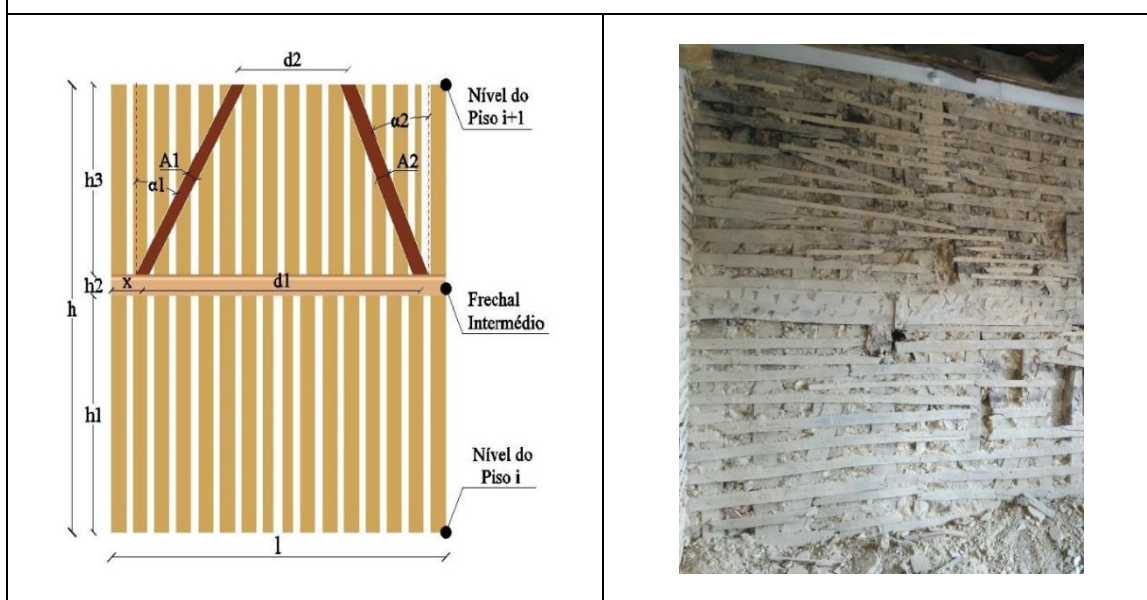 d2
Nível do
Piso i+1
α2
A1
A2
α1
h3
x
d1
h2
h
Frechal
Intermédio
h1
Nível do
Piso i
l